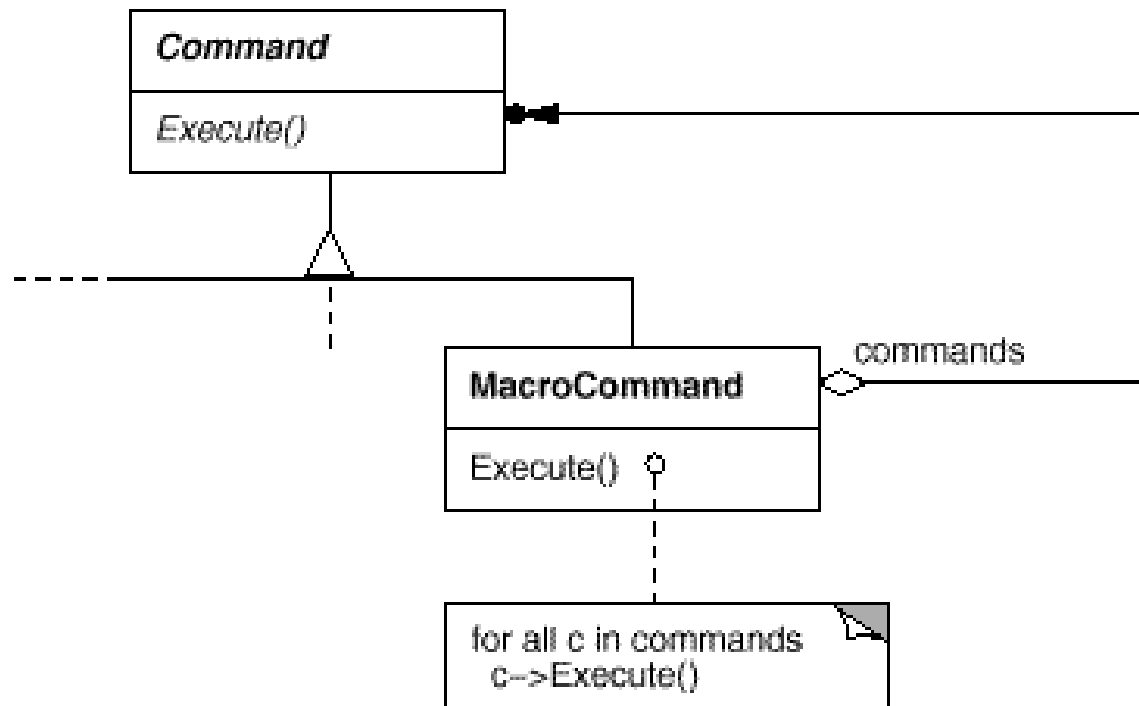 Command
Execute()
commands
MacroCommand
Execute()
for all c in commands
c->Execute()